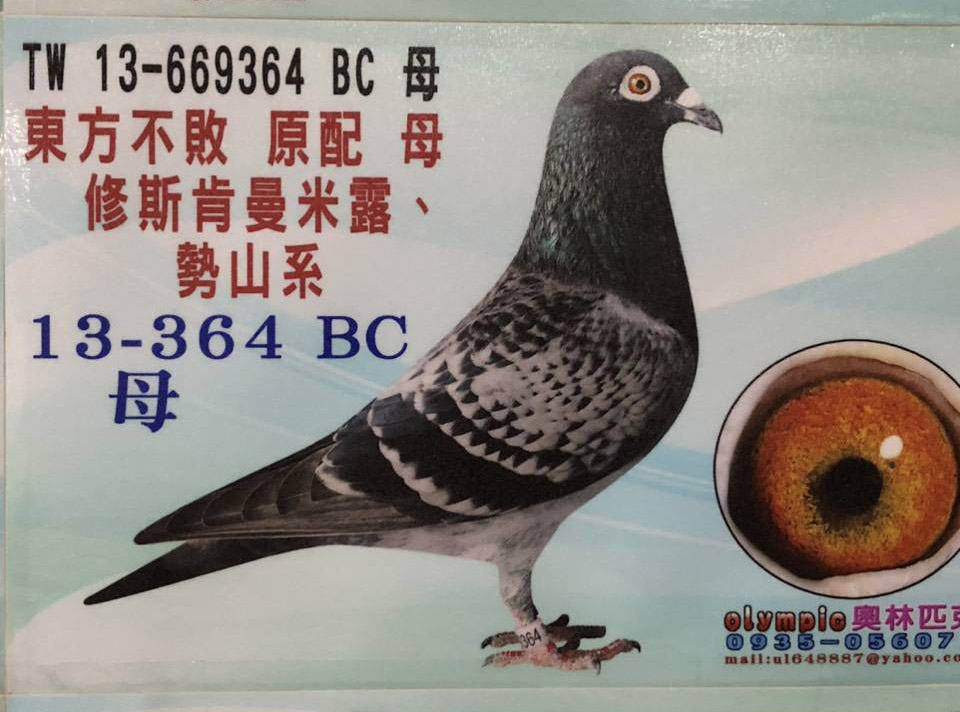 TW 13-669364 BC 母
東方不敗 原配 母
修斯肯曼米露、
勢山系
13-364 BC
母
364
olympic奧林匹
0935-05607
mail:ul648887@yahoo.co